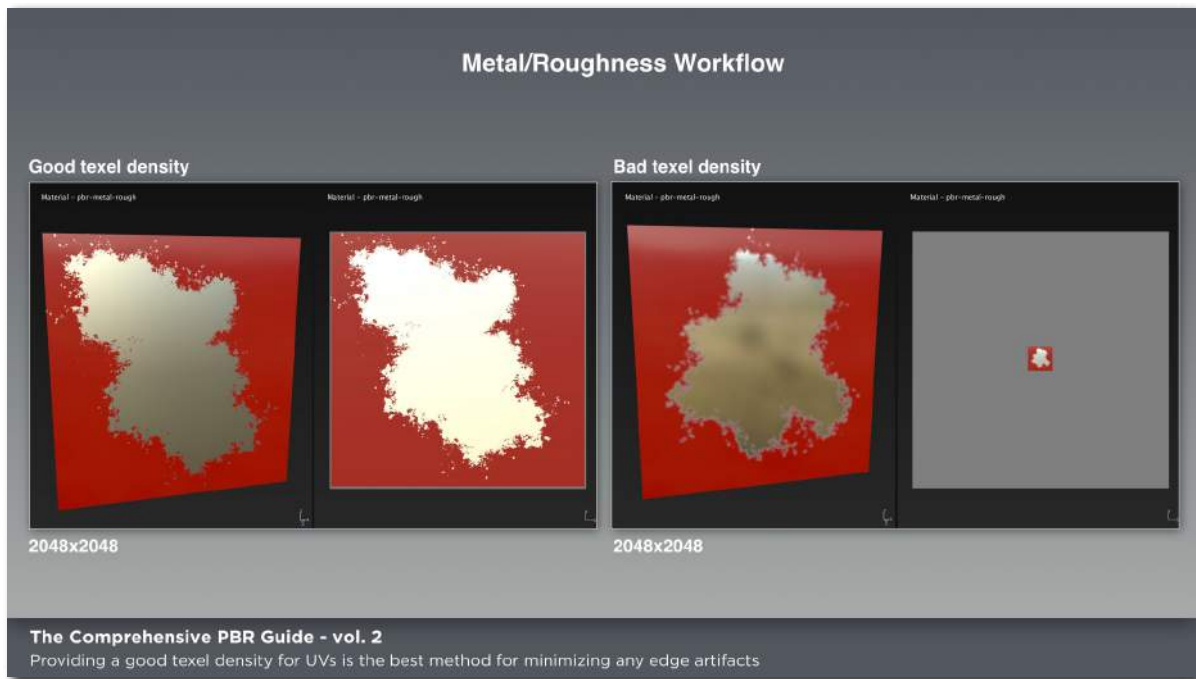 Metal/Roughness Workflow
Good texel density
Material - pbr-metal-rough
Material - pbr-metal-rough
2048x2048
Bad texel density
Material - pbr-metal-rough
Material - pbr-metal-rough
2048x2048
The Comprehensive PBR Guide - vol. 2
Providing a good texel density for UVs is the best method for minimizing any edge artifacts